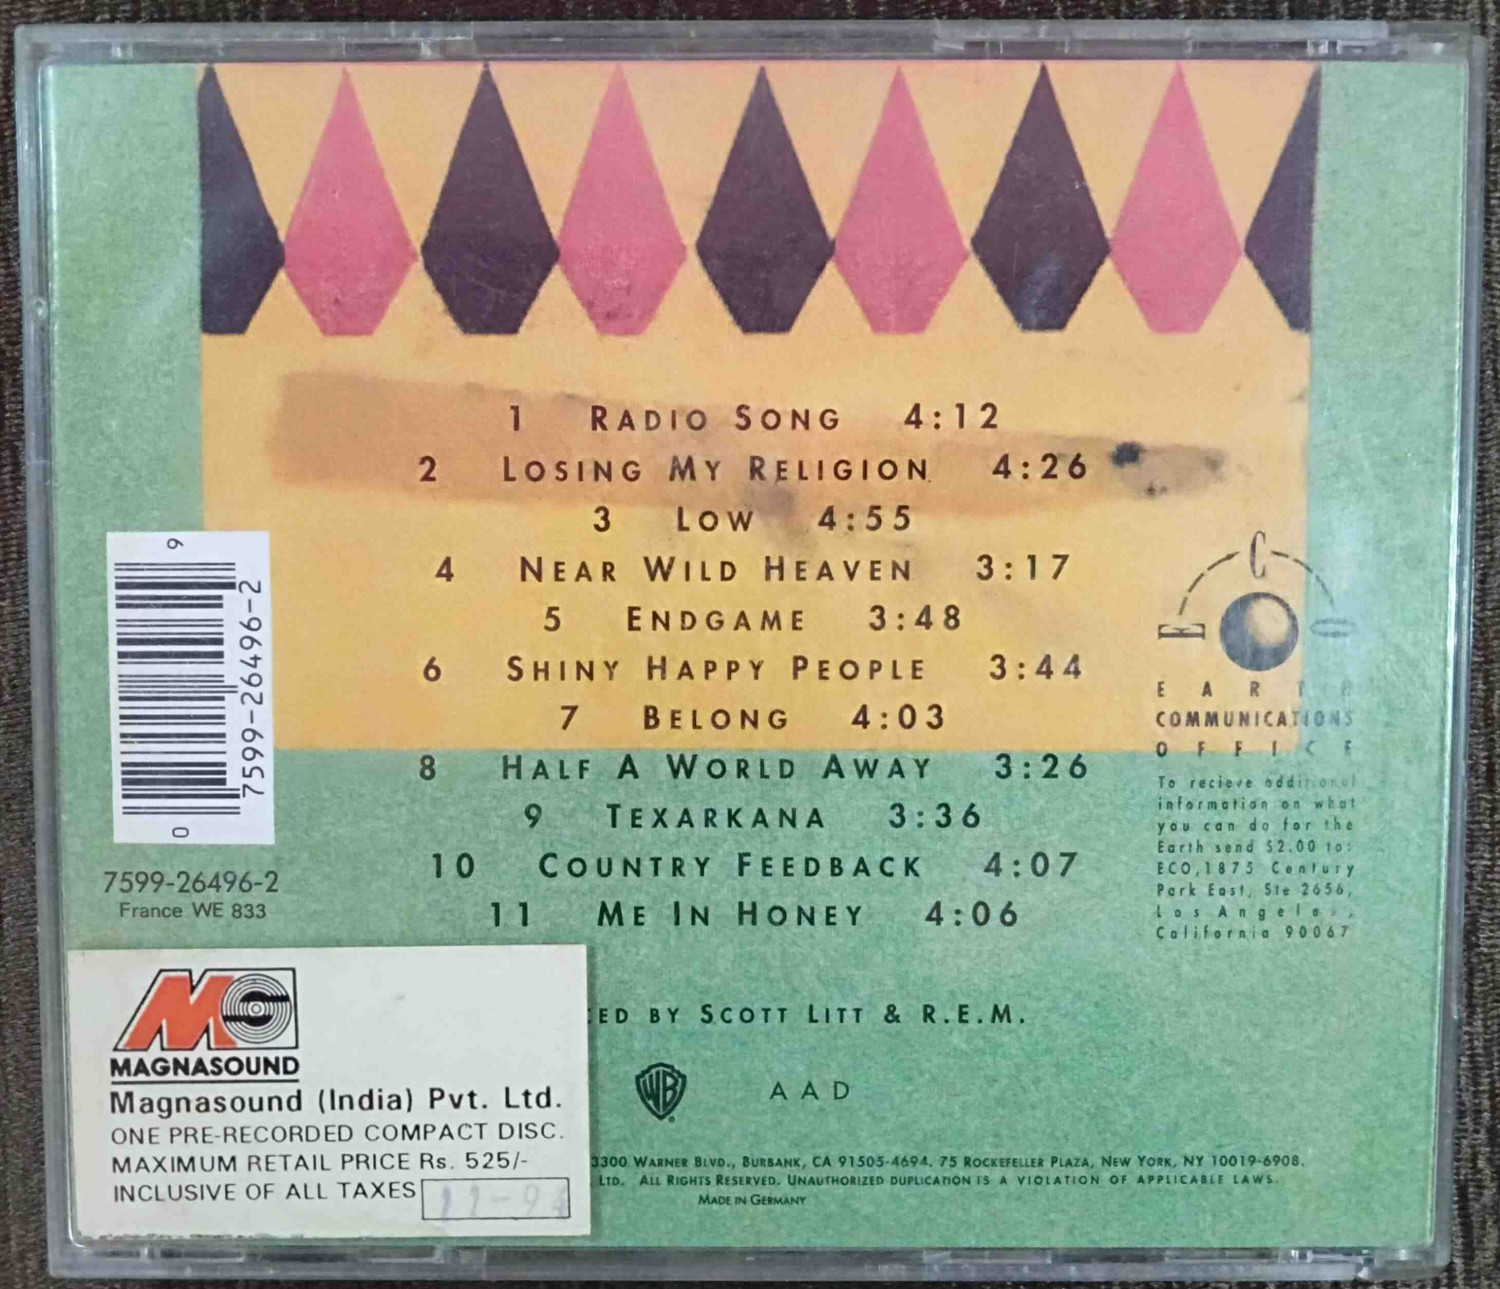 1 RADIO SONG 4:12
2 LOSING MY RELIGION 4:26
3 LOW 4:55
4 NEAR WILD HEAVEN 3:17
5 ENDGAME 3:48
6 SHINY HAPPY PEOPLE 3:44
7 BELONG 4:03
8 HALF A WORLD AWAY 3:26
9 TEXARKANA 3:36
10 COUNTRY FEEDBACK 4:07
11 ME IN HONEY 4:06
9
7599-26496-2
0
7599-26496-2
France WE 833
E C O
EARTH
COMMUNICATIONS
OFFICE
To recieve additional
information on what
you can do for the
Earth send $2.00 to:
ECO, 1875 Century
Park East, Ste 2656,
Los Angeles,
California 90067
ED BY SCOTT LITT & R.E.M.
WB AAD
3300 WARNER BLVD., BURBANK, CA 91505-4694. 75 ROCKEFELLER PLAZA, NEW YORK, NY 10019-6908.
LTD. ALL RIGHTS RESERVED. UNAUTHORIZED DUPLICATION IS A VIOLATION OF APPLICABLE LAWS.
MADE IN GERMANY
MG
MAGNASOUND
Magnasound (India) Pvt. Ltd.
ONE PRE-RECORDED COMPACT DISC.
MAXIMUM RETAIL PRICE Rs. 525/-
INCLUSIVE OF ALL TAXES